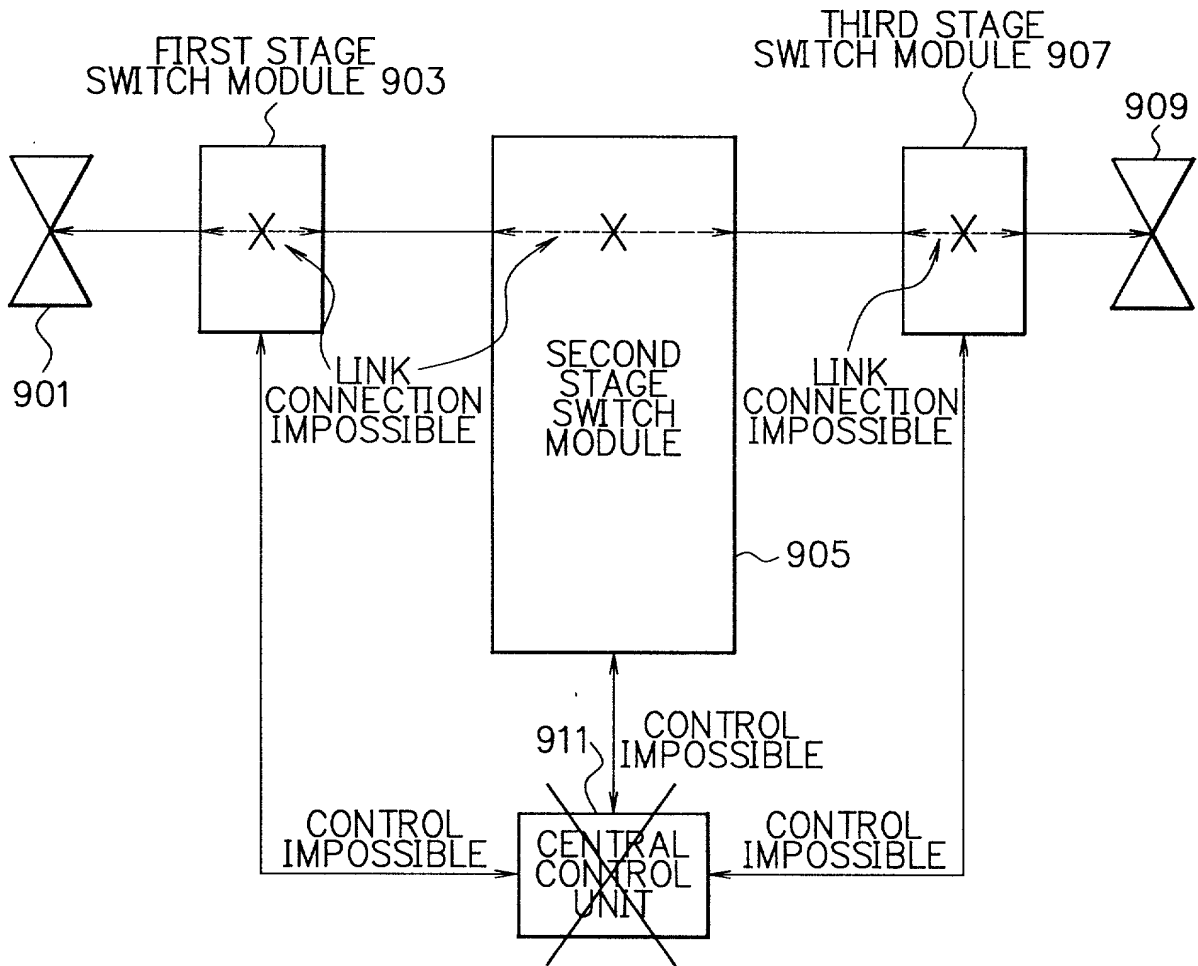 FIRST STAGE
SWITCH MODULE 903
THIRD STAGE
SWITCH MODULE 907
909
901
LINK
CONNECTION
IMPOSSIBLE
SECOND
STAGE
SWITCH
MODULE
LINK
CONNECTION
IMPOSSIBLE
905
911
CONTROL
IMPOSSIBLE
CONTROL
IMPOSSIBLE
CENTRAL
CONTROL
UNIT
CONTROL
IMPOSSIBLE